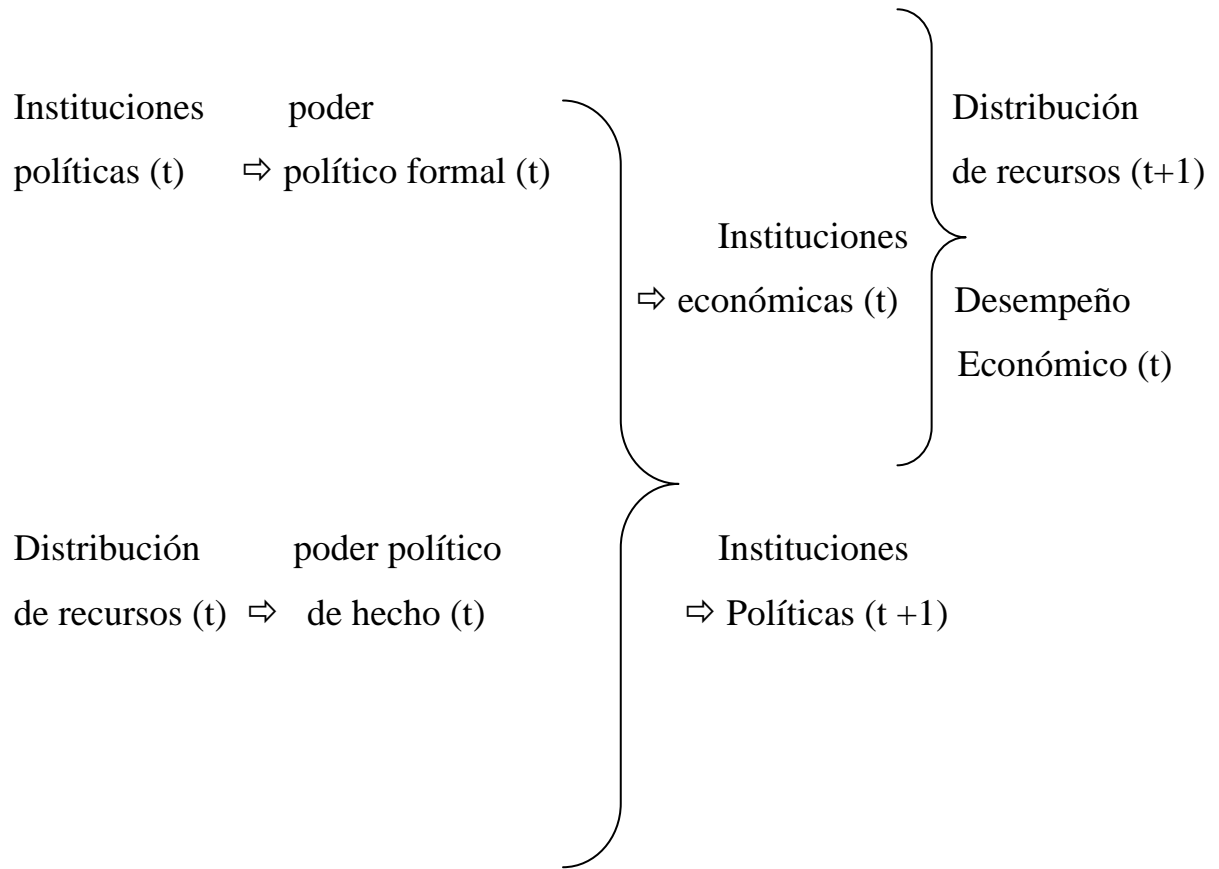 Instituciones poder Distribución
políticas (t) ⇨ político formal (t) de recursos (t+1)
Instituciones
⇨ económicas (t) Desempeño
Económico (t)
Distribución poder político Instituciones
de recursos (t) ⇨ de hecho (t) ⇨ Políticas (t +1)